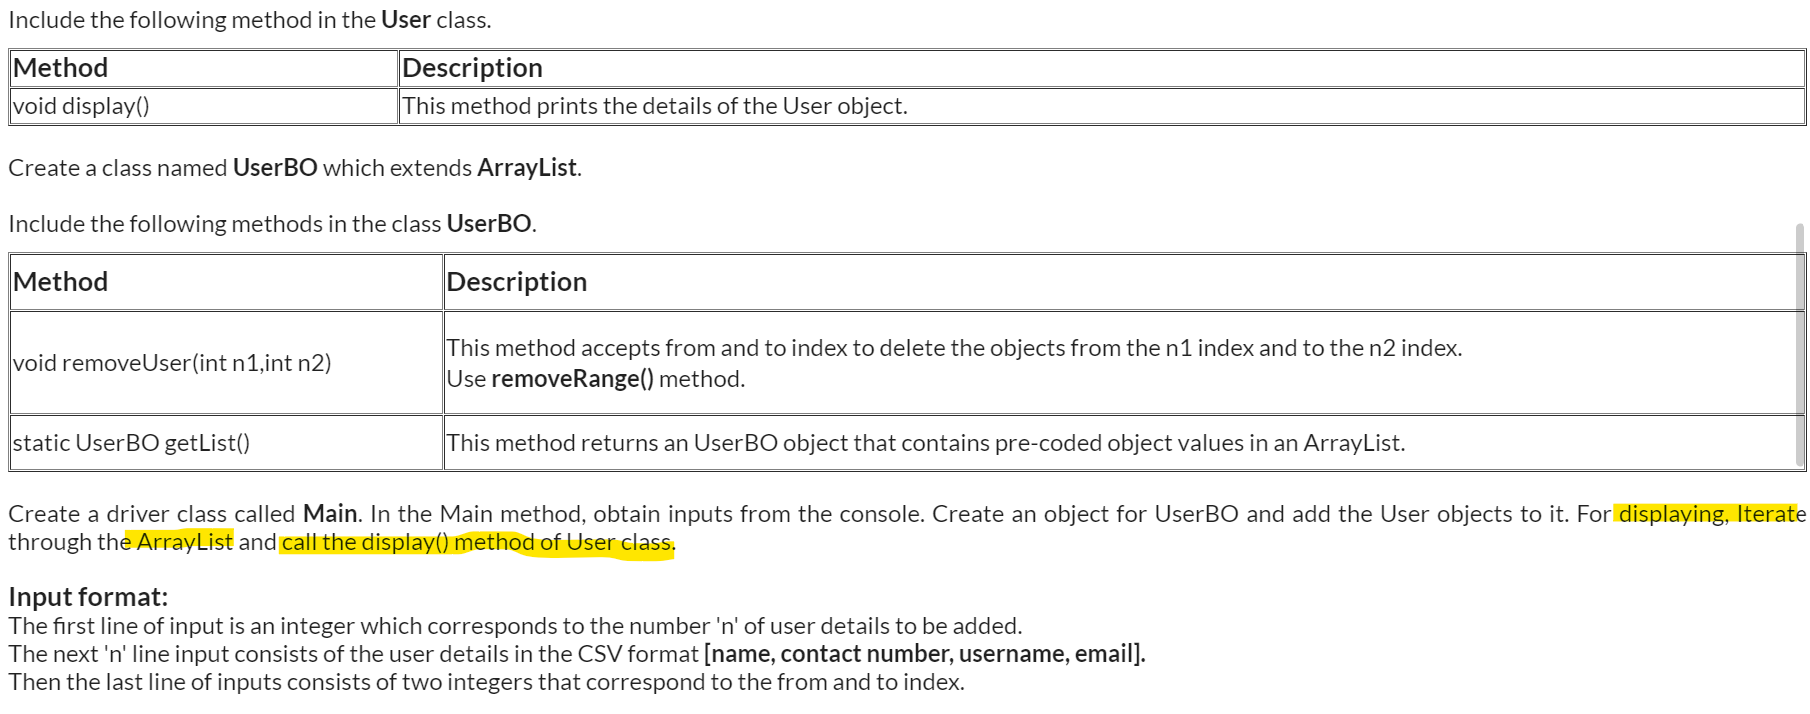 Include the following method in the User class.
Method Description
void display() This method prints the details of the User object.
Create a class named UserBO which extends ArrayList.
Include the following methods in the class UserBO.
Method Description
void removeUser(int n1,int n2) This method accepts from and to index to delete the objects from the n1 index and to the n2 index.
Use removeRange() method.
static UserBO getList() This method returns an UserBO object that contains pre-coded object values in an ArrayList.
Create a driver class called Main. In the Main method, obtain inputs from the console. Create an object for UserBO and add the User objects to it. For displaying, Iterate
through the ArrayList and call the display() method of User class.
Input format:
The first line of input is an integer which corresponds to the number 'n' of user details to be added.
The next 'n' line input consists of the user details in the CSV format [name, contact number, username, email].
Then the last line of inputs consists of two integers that correspond to the from and to index.